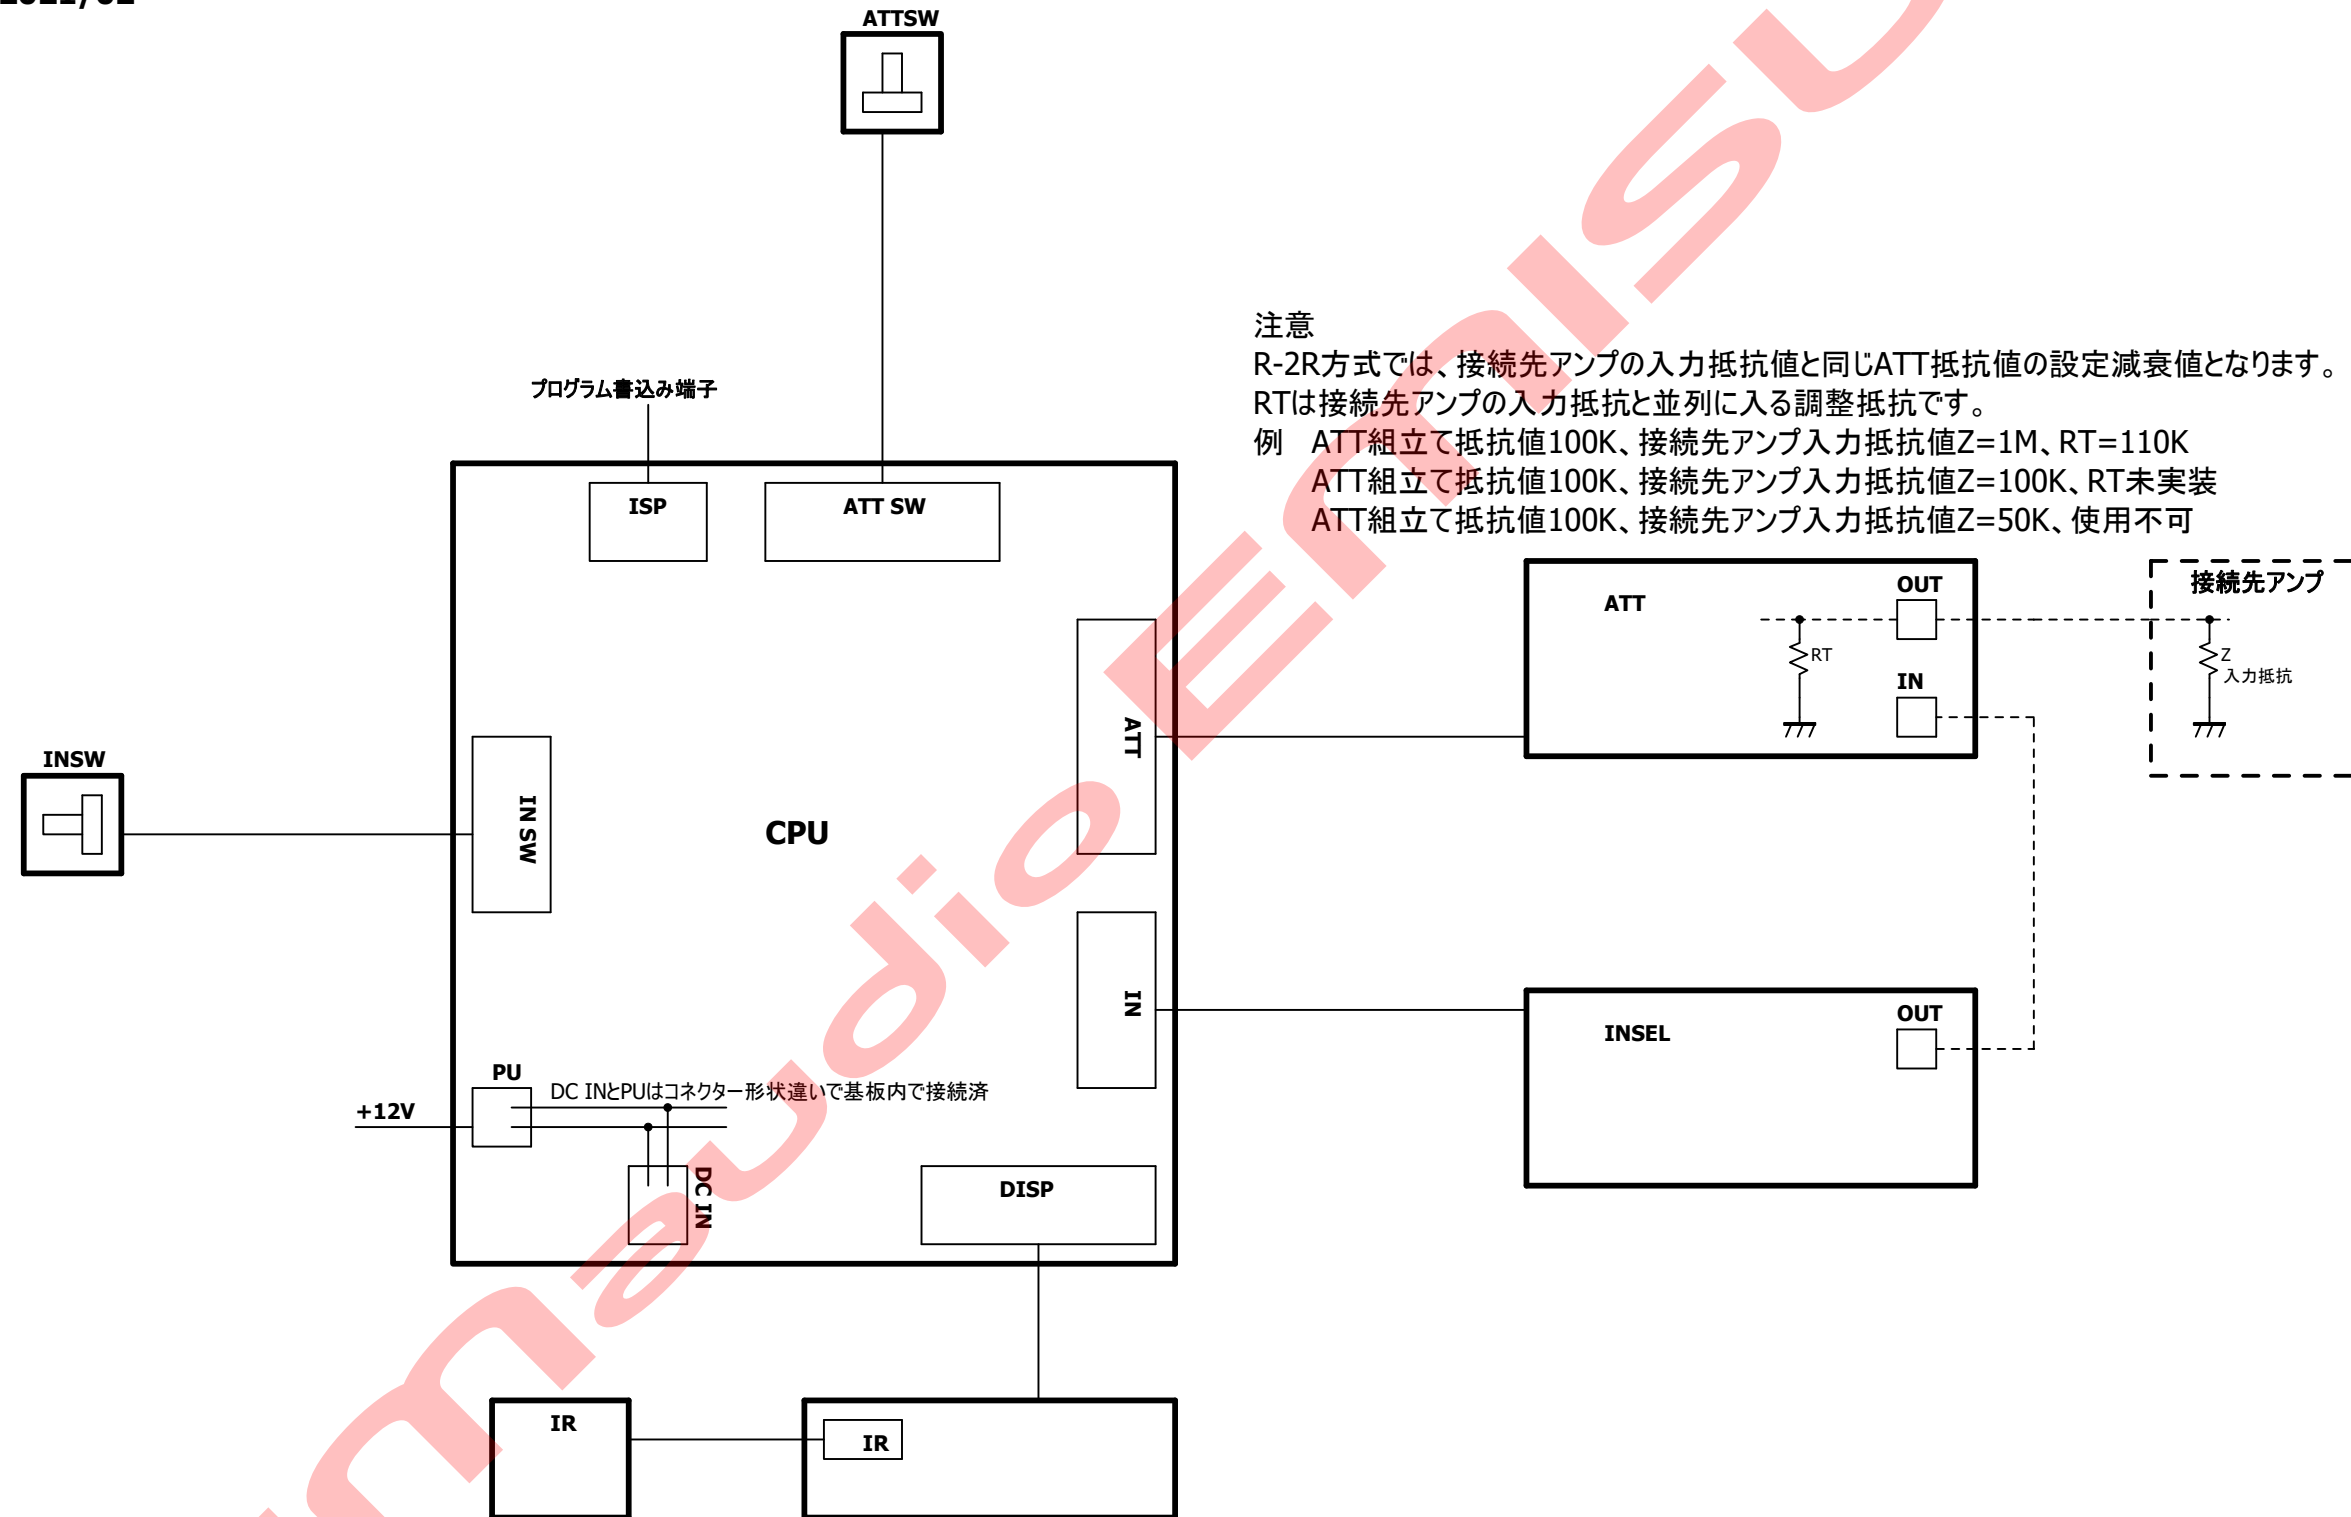 ATTSW
注意
R-2R方式では、接続先アンプの入力抵抗値と同じATT抵抗値の設定減衰値となります。
RTは接続先アンプの入力抵抗と並列に入る調整抵抗です。
例　ATT組立て抵抗値100K、接続先アンプ入力抵抗値Z=1M、RT=110K
ATT組立て抵抗値100K、接続先アンプ入力抵抗値Z=100K、RT未実装
ATT組立て抵抗値100K、接続先アンプ入力抵抗値Z=50K、使用不可
プログラム書込み端子
ISP
ATT SW
ATT
OUT
接続先アンプ
RT
Z
入力抵抗
IN
ATT
INSW
IN SW
CPU
IN
INSEL
OUT
PU
DC INとPUはコネクター形状違いで基板内で接続済
+12V
DC IN
DISP
IR
IR